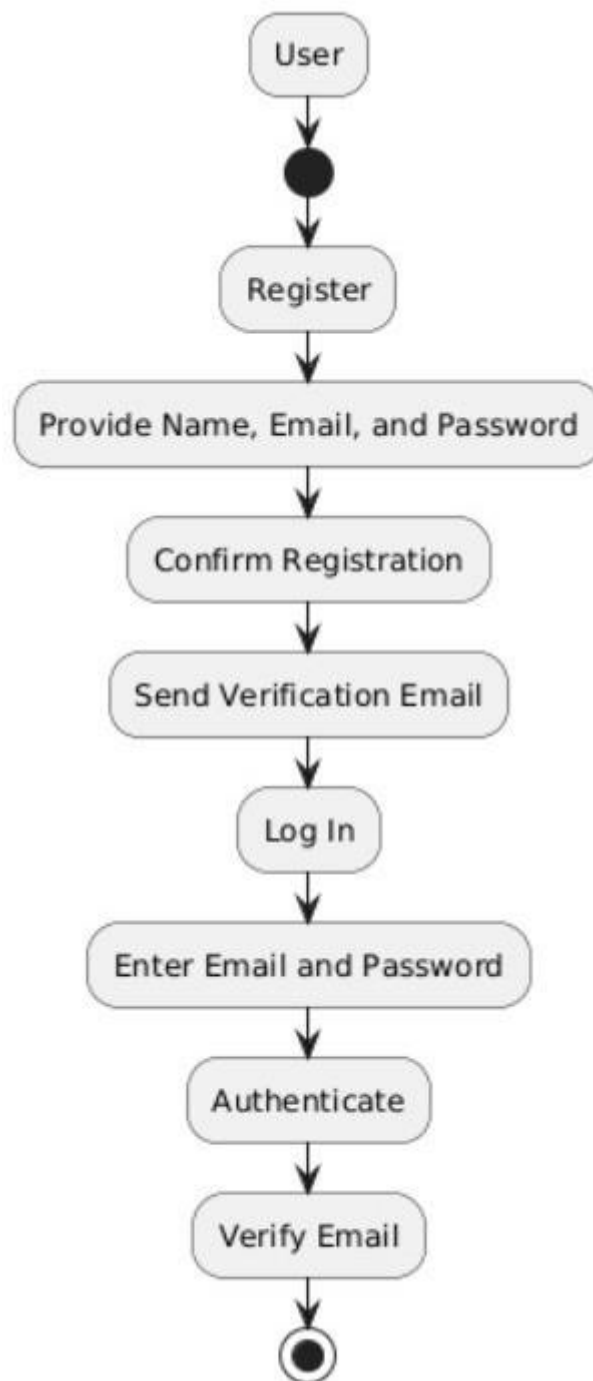 User
Register
Provide Name, Email, and Password
Confirm Registration
Send Verification Email
Log In
Enter Email and Password
Authenticate
Verify Email